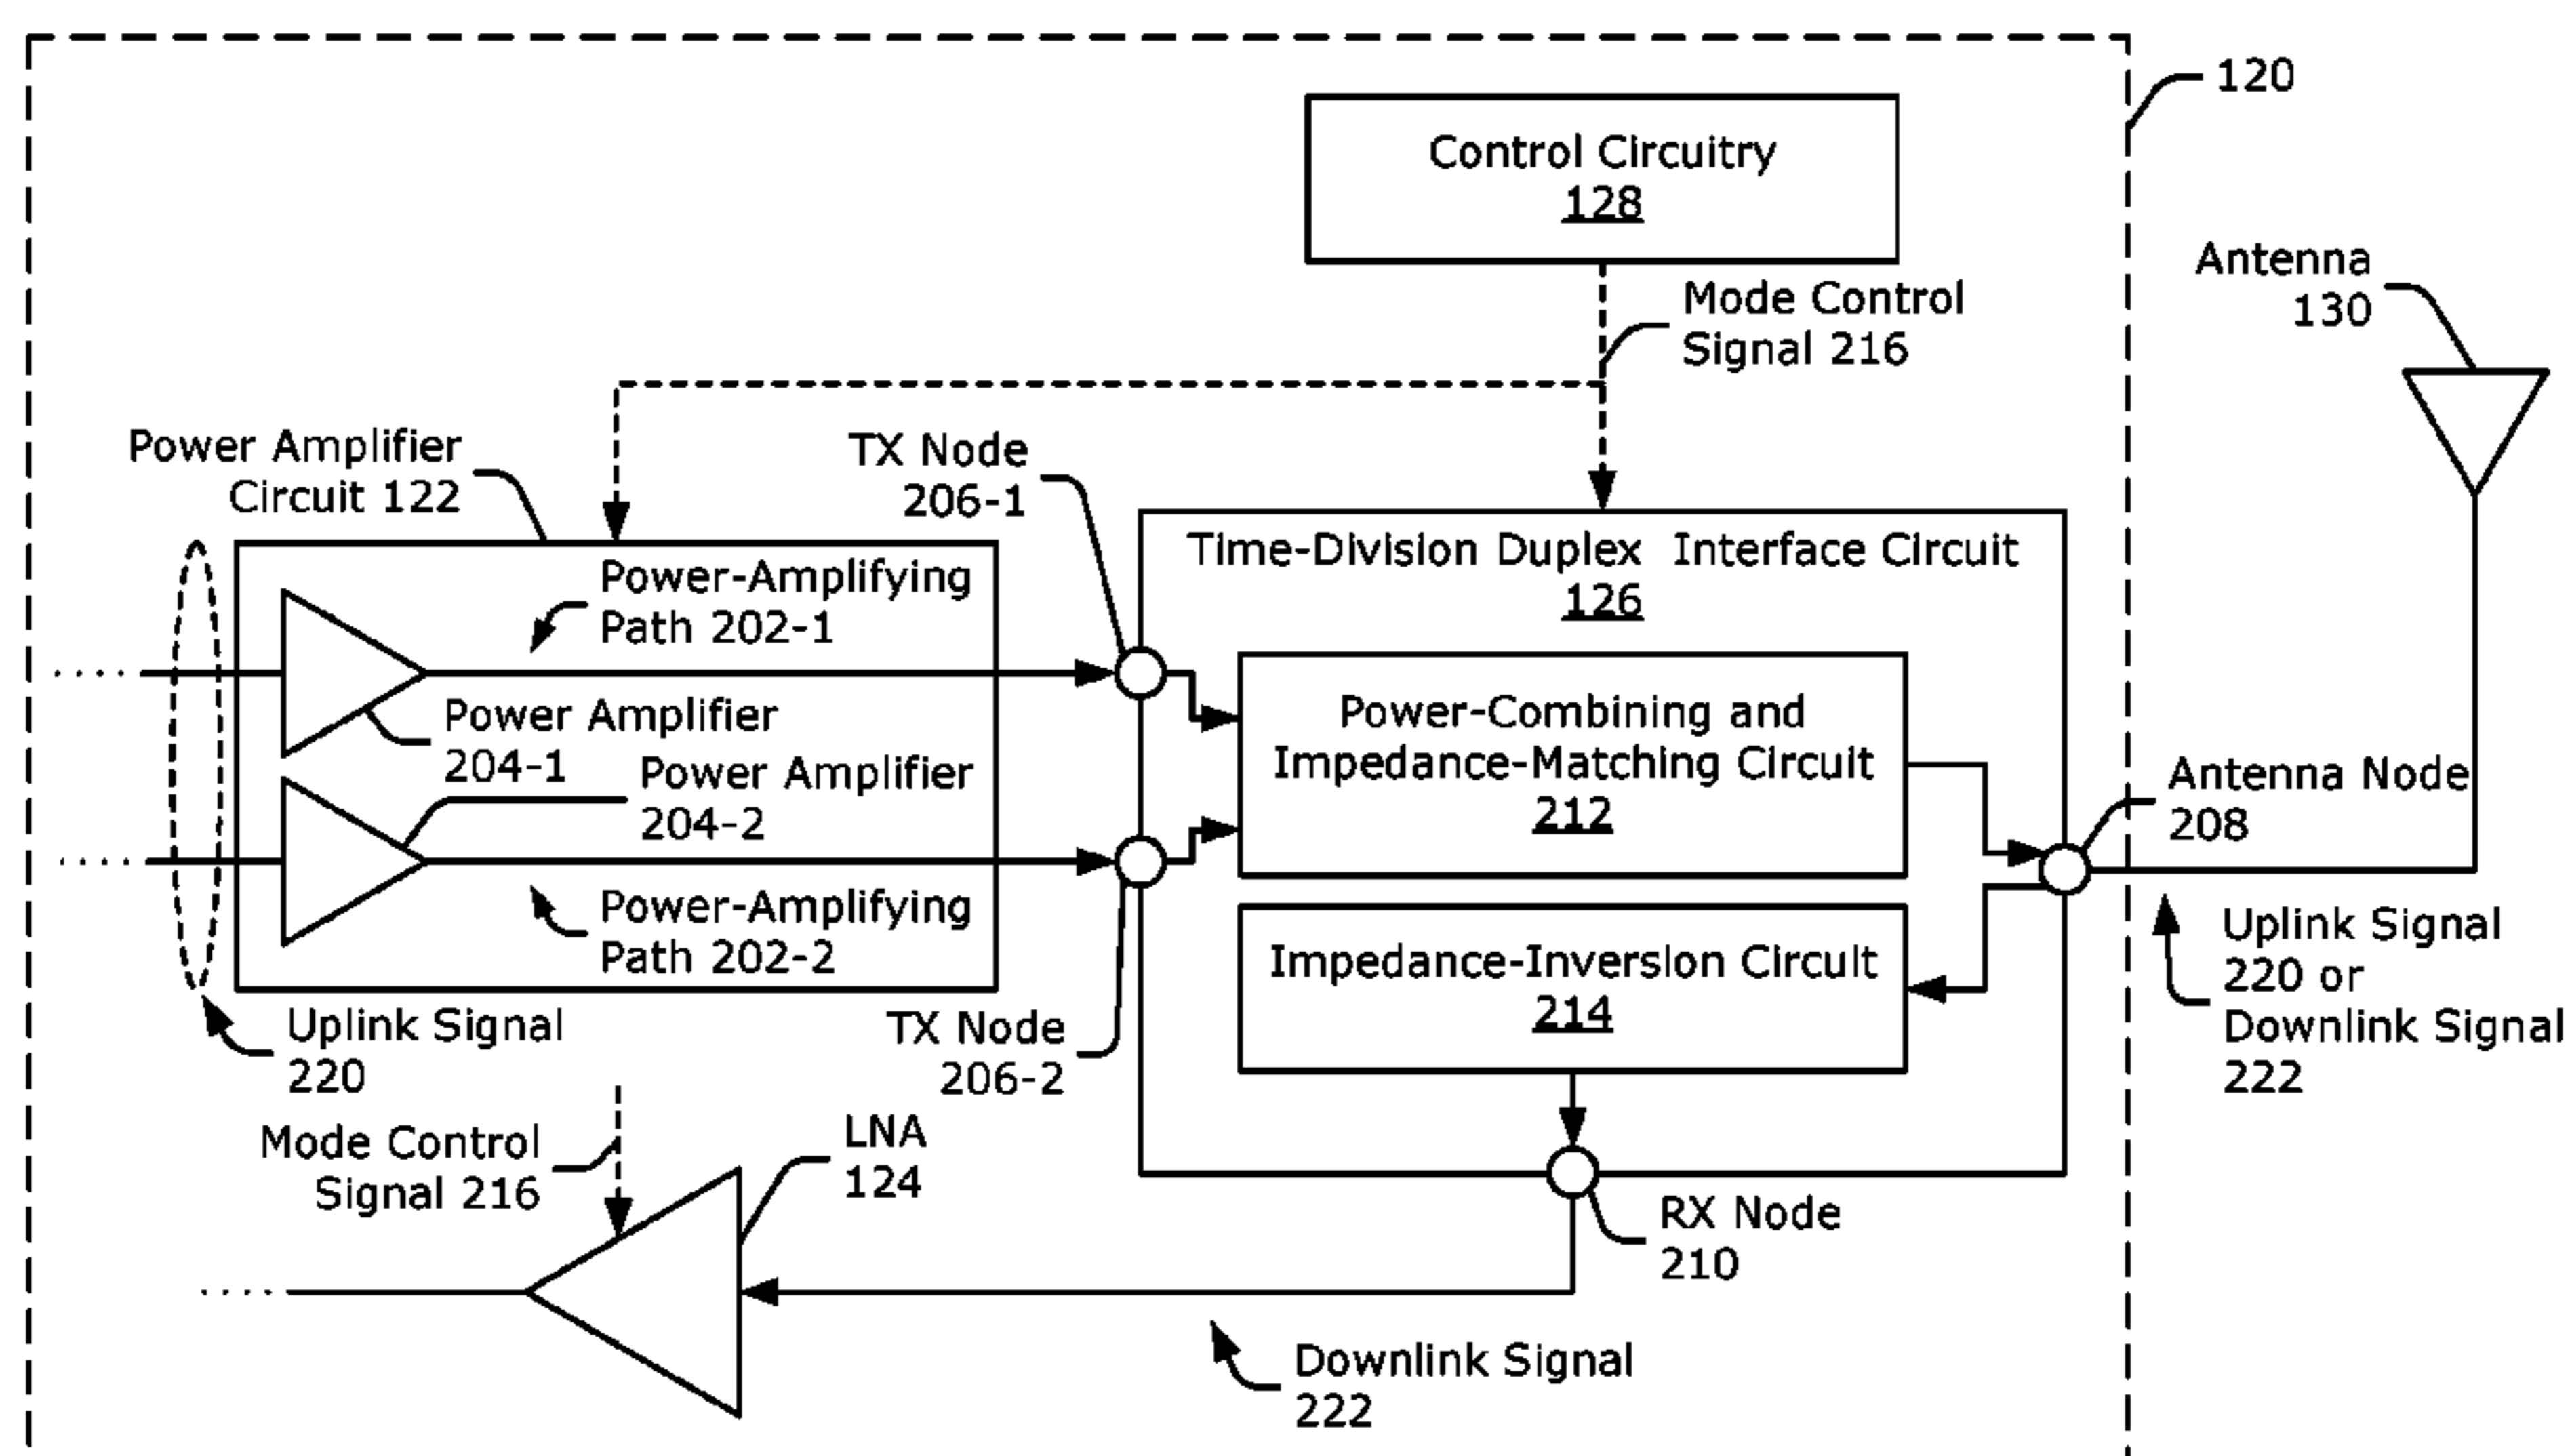 120
Control Circuitry
128
Antenna
130
Mode Control
Signal 216
Power Amplifier
Circuit 122
TX Node
206-1
Time-Division Duplex Interface Circuit
126
Power-Amplifying
Path 202-1
Power Amplifier
204-1
Power Amplifier
204-2
Power-Combining and
Impedance-Matching Circuit
212
Antenna Node
208
Power-Amplifying
Path 202-2
Impedance-Inversion Circuit
214
Uplink Signal
220 or
Downlink Signal
222
Uplink Signal
220
TX Node
206-2
Mode Control
Signal 216
LNA
124
RX Node
210
Downlink Signal
222